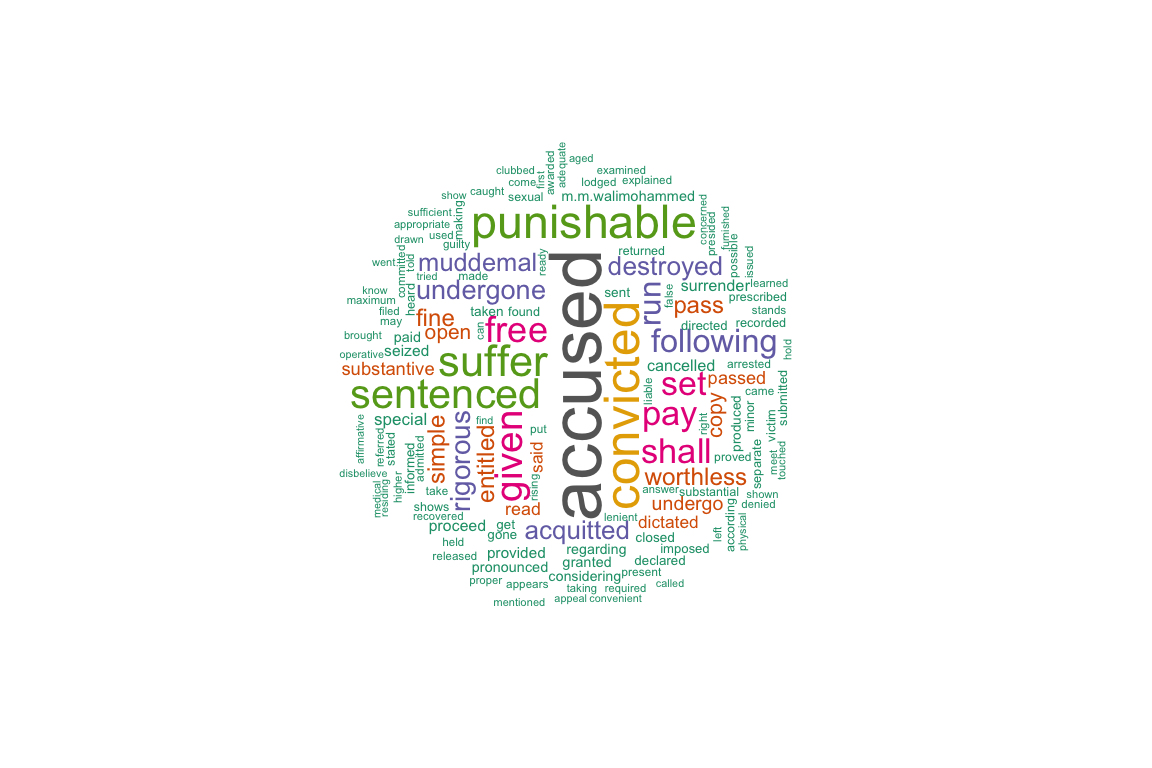 adequate
aged
clubbed
awarded
examined
come
first
lodged
explained
show
caught
sexual
m.m.walimohammed
sufficient
making
punishable
concerned
presided
furnished
appropriate
drawn
used
guilty
returned
possible
issued
went
committed
told
muddemal
ready
accused
destroyed
tried
made
heard
undergone
sent
run
false
surrender
learned
know
maximum
prescribed
filed
fine
taken
found
convicted
pass
stands
may
can
free
directed
recorded
brought
paid
open
following
hold
operative
seized
suffer
cancelled
arrested
substantive
set
passed
sentenced
liable
came
submitted
copy
special
find
given
put
pay
right
produced
minor
victim
affirmative
referred
stated
simple
rigorous
entitled
said
shall
proved
separate
meet
touched
disbelieve
informed
admitted
worthless
medical
residing
higher
take
rising
answer
substantial
shown
shows
read
undergo
denied
recovered
lenient
dictated
according
physical
left
proceed
get
gone
acquitted
closed
held
regarding
imposed
released
provided
granted
declared
pronounced
considering
present
proper
appears
taking
required
called
mentioned
appeal
convenient